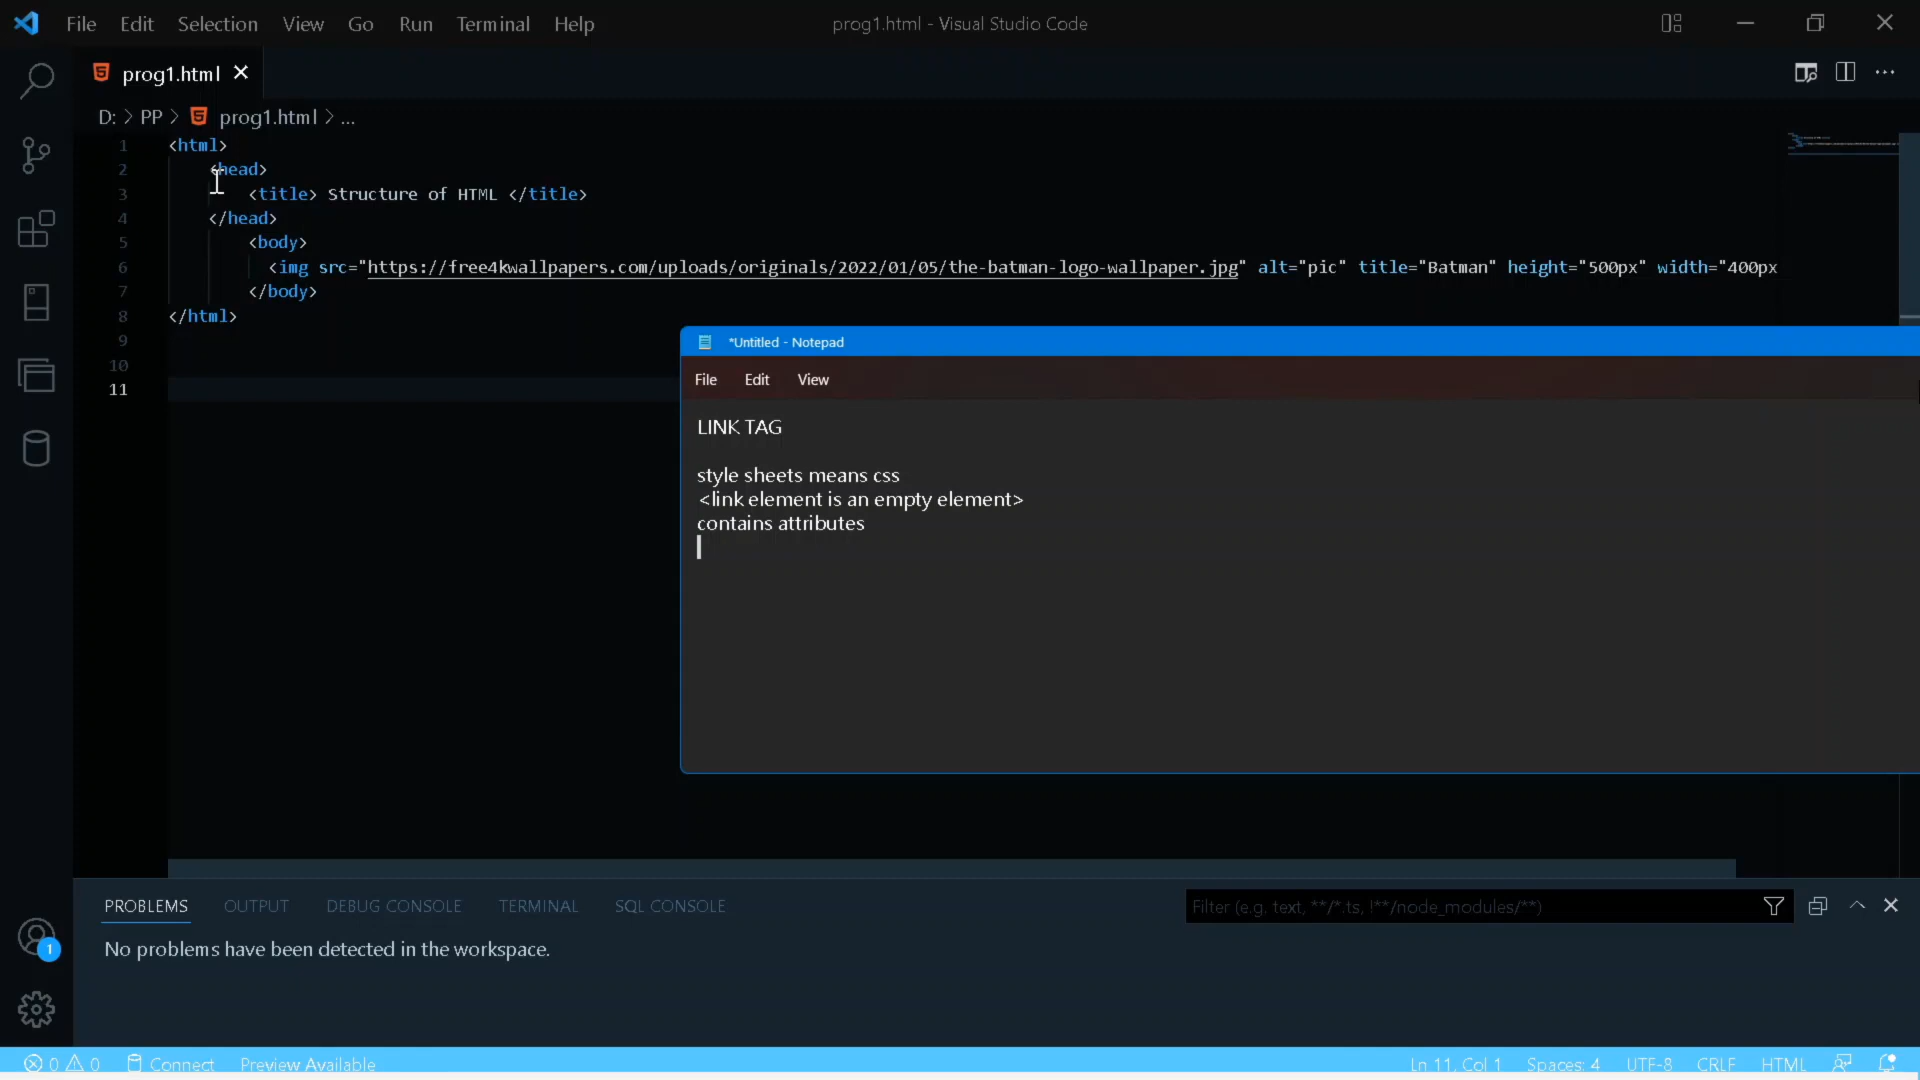 File Edit Selection View Go Run Terminal Help
prog1.html - Visual Studio Code
prog1.html
D: > PP > prog1.html > ...
1 <html>
2 <head>
3 <title> Structure of HTML </title>
4 </head>
5 <body>
6 <img src="https://free4kwallpapers.com/uploads/originals/2022/01/05/the-batman-logo-wallpaper.jpg" alt="pic" title="Batman" height="500px" width="400px
7 </body>
8 </html>
9
10
11
*Untitled - Notepad
File Edit View
LINK TAG
style sheets means css
<link element is an empty element>
contains attributes
PROBLEMS OUTPUT DEBUG CONSOLE TERMINAL SQL CONSOLE
Filter (e.g. text, **/*.ts, !**/node_modules/**)
No problems have been detected in the workspace.
1
0 0 Connect Preview Available
Ln 11, Col 1 Spaces: 4 UTF-8 CRLF HTML